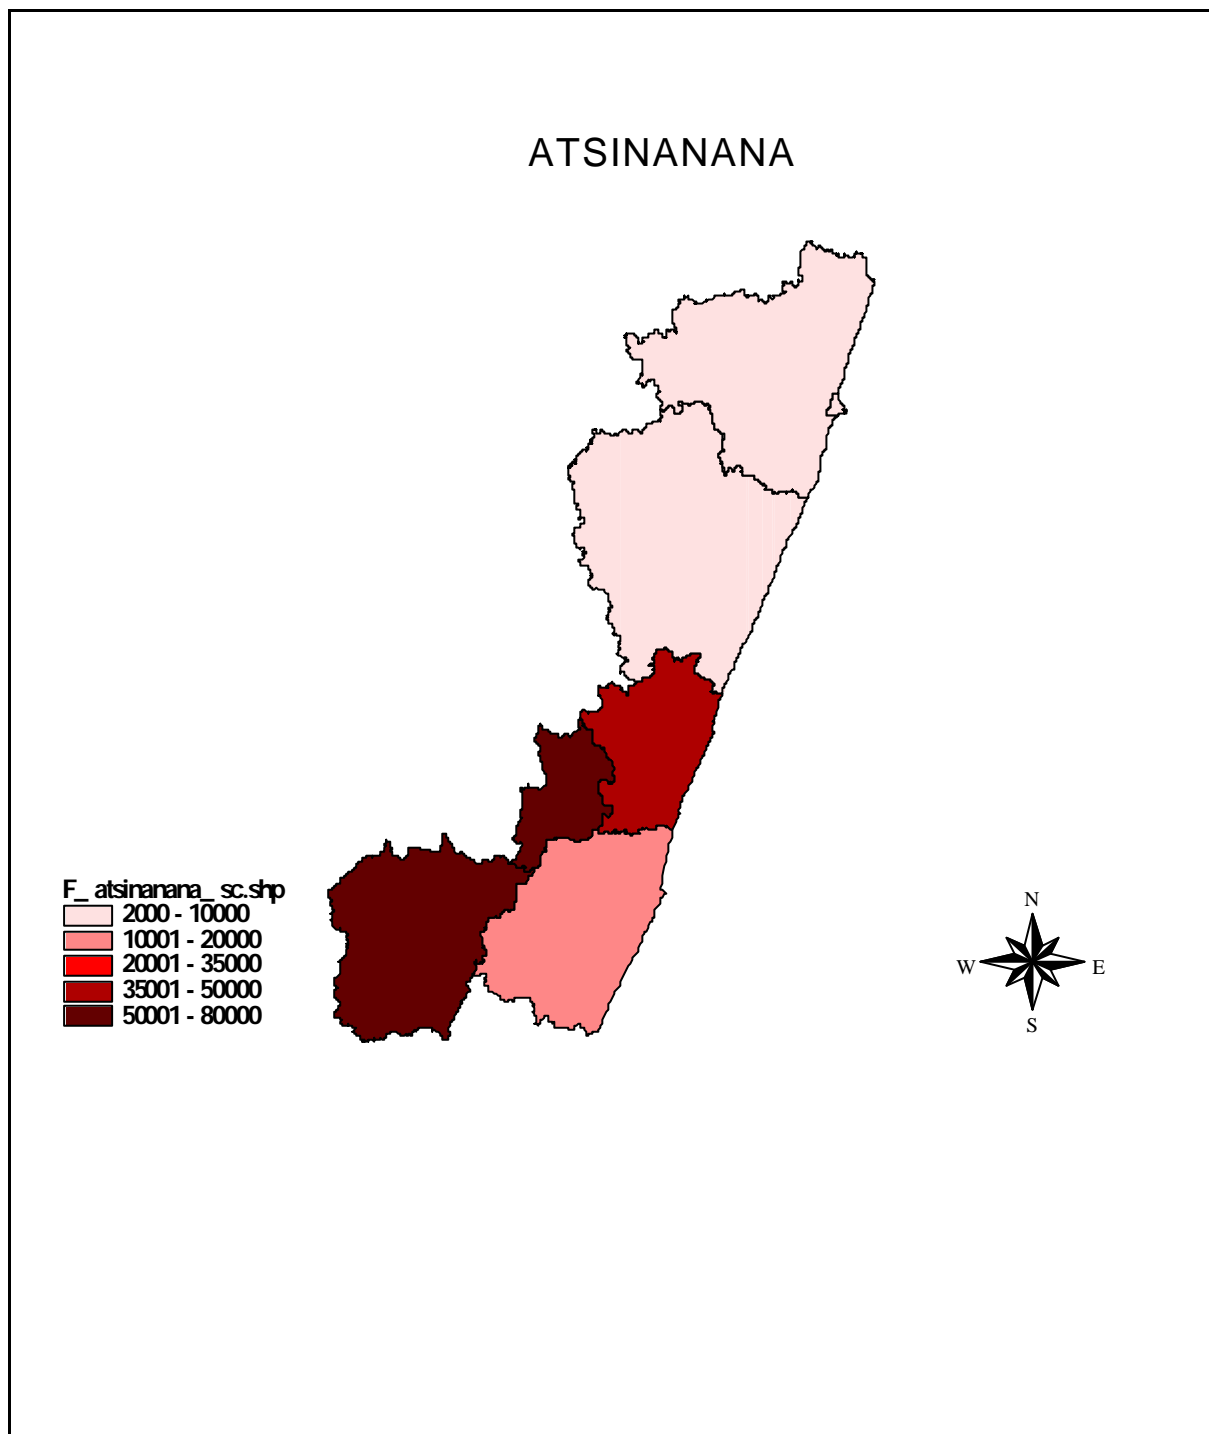 ATSINANANA
F_ atsinanana_ sc.shp
2000 - 10000
10001 - 20000
20001 - 35000
35001 - 50000
50001 - 80000
N
W E
S